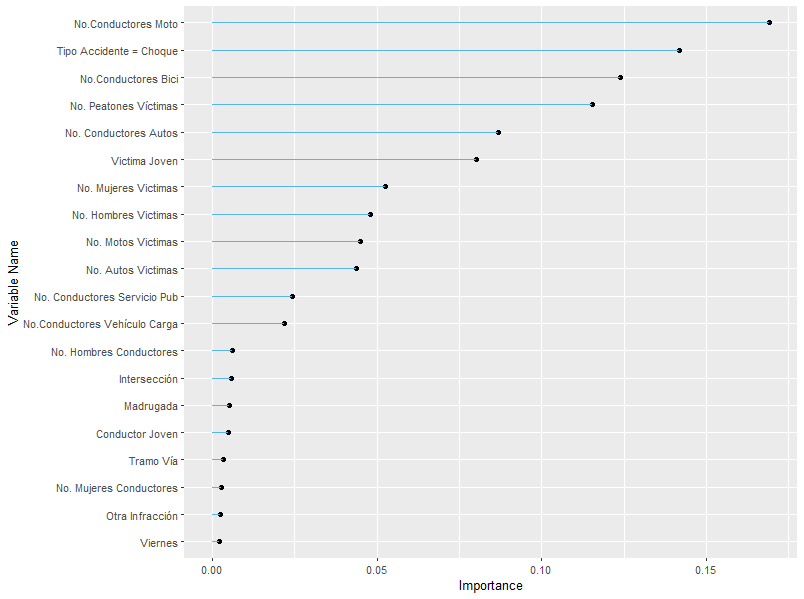 No.Conductores Moto
Tipo Accidente = Choque
No.Conductores Bici
No. Peatones Víctimas
No. Conductores Autos
Victima Joven
No. Mujeres Victimas
No. Hombres Victimas
No. Motos Victimas
No. Autos Victimas
No. Conductores Servicio Pub
No.Conductores Vehículo Carga
No. Hombres Conductores
Intersección
Madrugada
Conductor Joven
Tramo Vía
No. Mujeres Conductores
Otra Infracción
Viernes
Variable Name
0.00 0.05 0.10 0.15
Importance